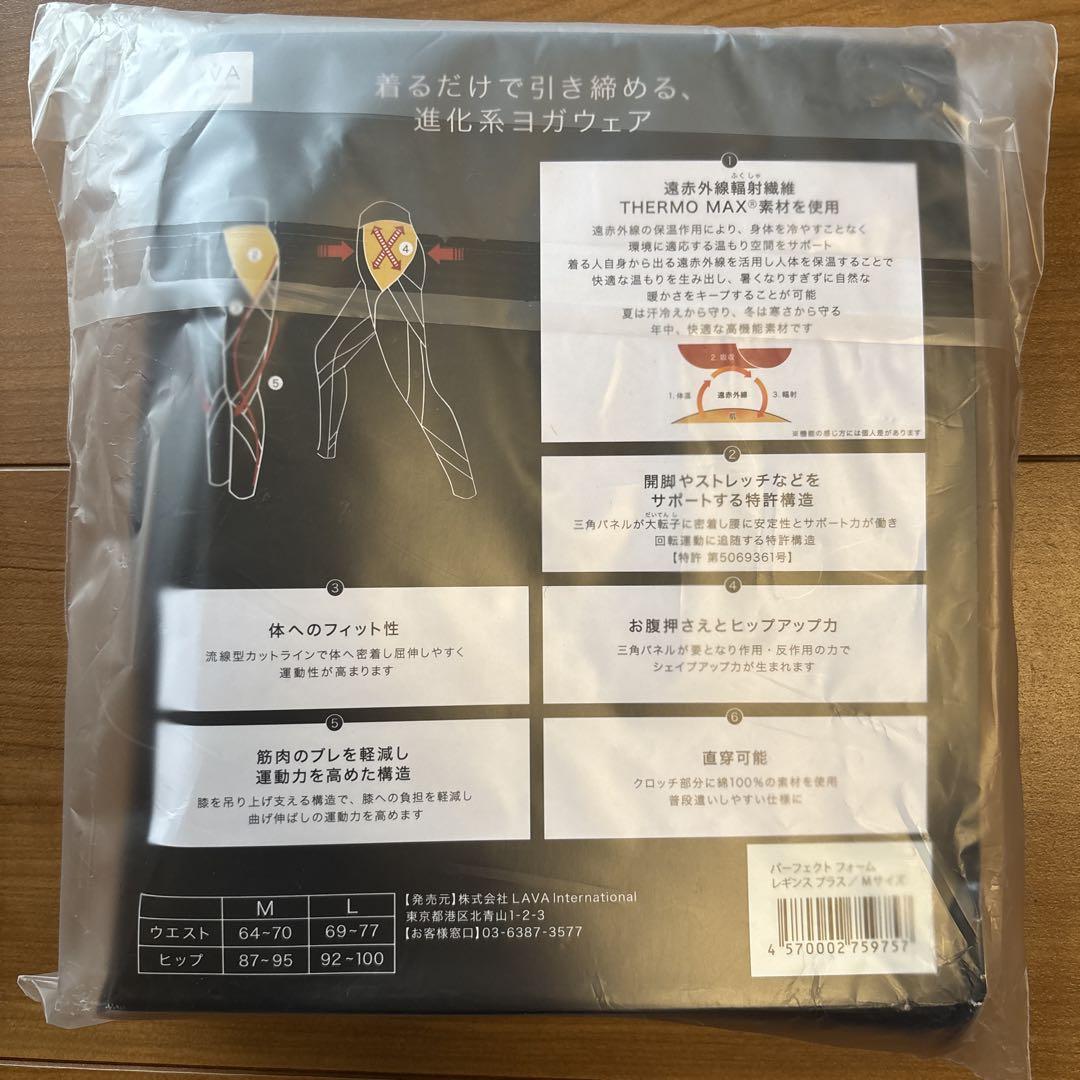 着るだけで引き締める、
進化系ヨガウェア
1
ふくしゃ
遠赤外線輻射繊維
THERMO MAX®素材を使用
遠赤外線の保温作用により、身体を冷やすことなく
環境に適応する温もり空間をサポート
着る人自身から出る遠赤外線を活用し人体を保温することで
快適な温もりを生み出し、暑くなりすぎずに自然な
暖かさをキープすることが可能
夏は汗冷えから守り、冬は寒さから守る
年中、快適な高機能素材です
2. 吸収
1. 体温 遠赤外線 3. 輻射
肌
※機能の感じ方には個人差があります
2
4
5
2
開脚やストレッチなどを
サポートする特許構造
だいてんし
三角パネルが大転子に密着し腰に安定性とサポート力が働き
回転運動に追随する特許構造
【特許 第5069361号】
3
体へのフィット性
流線型カットラインで体へ密着し屈伸しやすく
運動性が高まります
4
お腹押さえとヒップアップ力
三角パネルが要となり作用・反作用の力で
シェイプアップ力が生まれます
5
筋肉のブレを軽減し
運動力を高めた構造
膝を吊り上げ支える構造で、膝への負担を軽減し
曲げ伸ばしの運動力を高めます
6
直穿可能
クロッチ部分に綿100%の素材を使用
普段遣いしやすい仕様に
M L
ウエスト 64~70 69~77
ヒップ 87~95 92~100
【発売元】株式会社 LAVA International
東京都港区北青山1-2-3
【お客様窓口】03-6387-3577
パーフェクト フォーム
レギンス プラス/Mサイズ
4 570002 759757